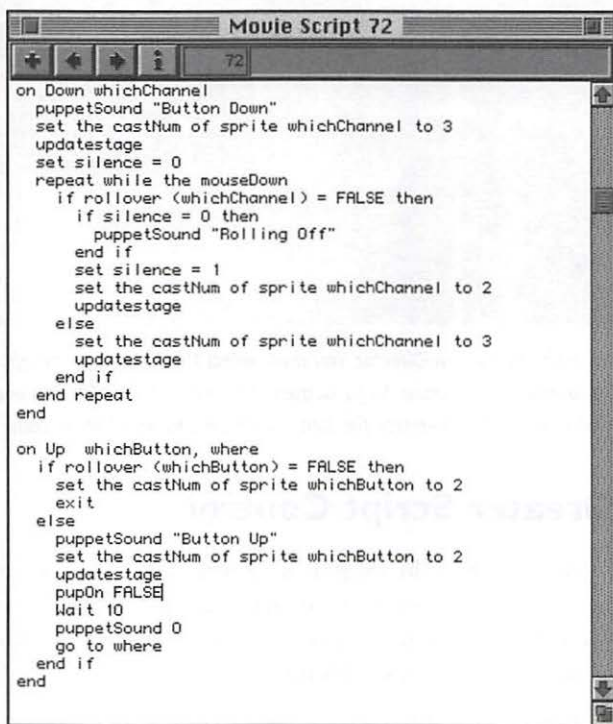 Movie Script 72
72
on Down whichChannel
puppetSound "Button Down"
set the castNum of sprite whichChannel to 3
updatestage
set silence = 0
repeat while the mouseDown
if rollover (whichChannel) = FALSE then
if silence = 0 then
puppetSound "Rolling Off"
end if
set silence = 1
set the castNum of sprite whichChannel to 2
updatestage
else
set the castNum of sprite whichChannel to 3
updatestage
end if
end repeat
end
on Up whichButton, where
if rollover (whichButton) = FALSE then
set the castNum of sprite whichButton to 2
exit
else
puppetSound "Button Up"
set the castNum of sprite whichButton to 2
updatestage
pupOn FALSE
Wait 10
puppetSound 0
go to where
end if
end